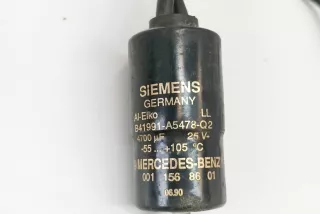 SIEMENS
GERMANY
Al-Elko LL
B41991-A5478-Q2
4700 µF 25 V-
-55 ... +105 °C
MERCEDES-BENZ
001 156 86 01
06.90